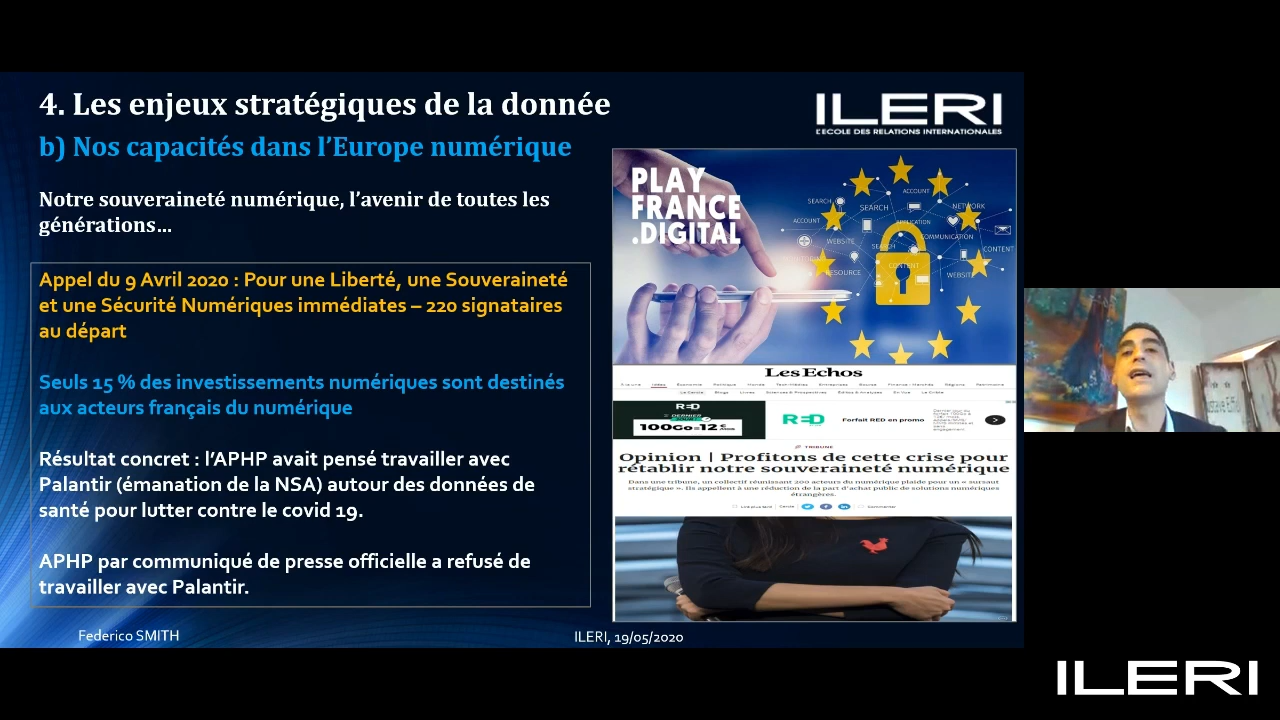 4. Les enjeux stratégiques de la donnée
b) Nos capacités dans l'Europe numérique
Notre souveraineté numérique, l'avenir de toutes les
générations...
Appel du 9 Avril 2020 : Pour une Liberté, une Souveraineté
et une Sécurité Numériques immédiates – 220 signataires
au départ
Seuls 15 % des investissements numériques sont destinés
aux acteurs français du numérique
Résultat concret : l'APHP avait pensé travailler avec
Palantir (émanation de la NSA) autour des données de
santé pour lutter contre le covid 19.
APHP par communiqué de presse officielle a refusé de
travailler avec Palantir.
Federico SMITH
ILERI, 19/05/2020
ILERI
L'ECOLE DES RELATIONS INTERNATIONALES
PLAY
FRANCE
.DIGITAL
ACCOUNT
SEARCH
SEARCH
NETWORK
ACCOUNT
COMMUNICATION
WEBSITE
SEARCH
CONTENT
CONTENT
RESOURCE
WEBSITE
Les Echos
RED
100Go=12€
RED
Forfait RED en promo
TRIBUNE
Opinion | Profitons de cette crise pour
rétablir notre souveraineté numérique
Dans une tribune, un collectif réunissant 200 acteurs du numérique plaide pour un « sursaut
stratégique ». Ils appellent à une réduction de la part d'achat public de solutions numériques
étrangères.
Commenter
ILERI